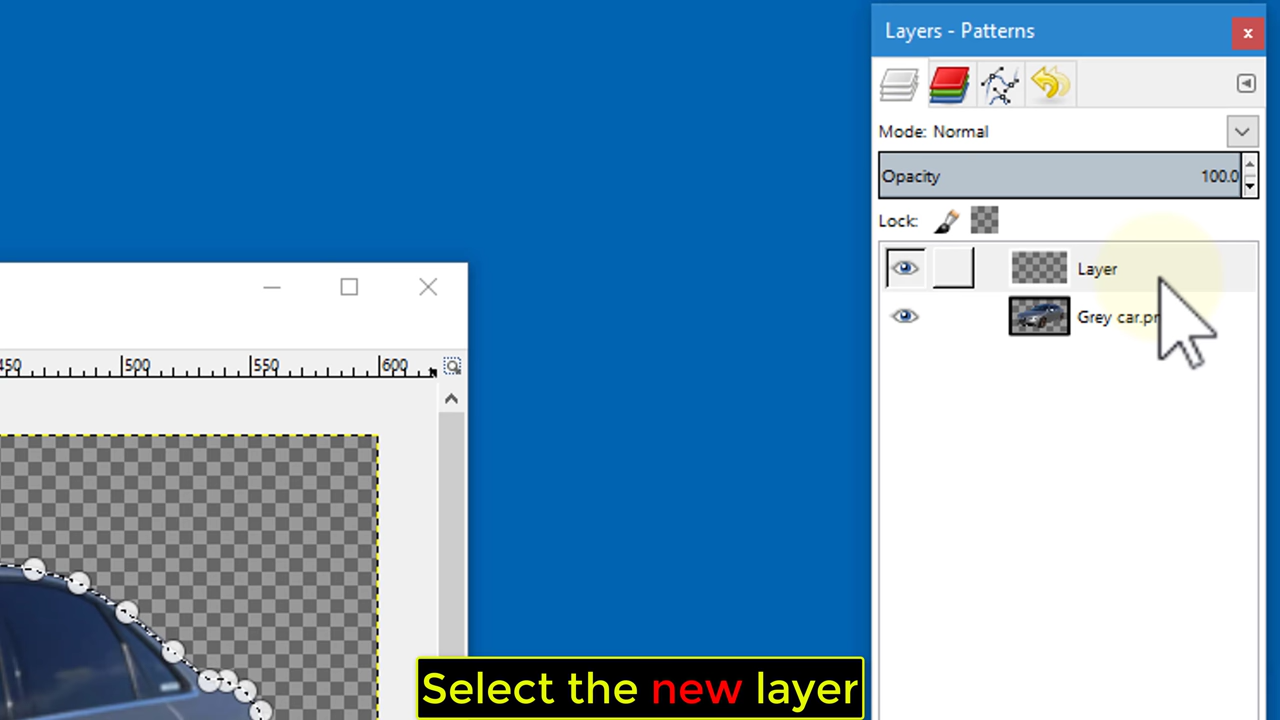 Layers - Patterns
Mode: Normal
Opacity 100.0
Lock:
Layer
Grey car.pr
450 500 550 600
Select the new layer